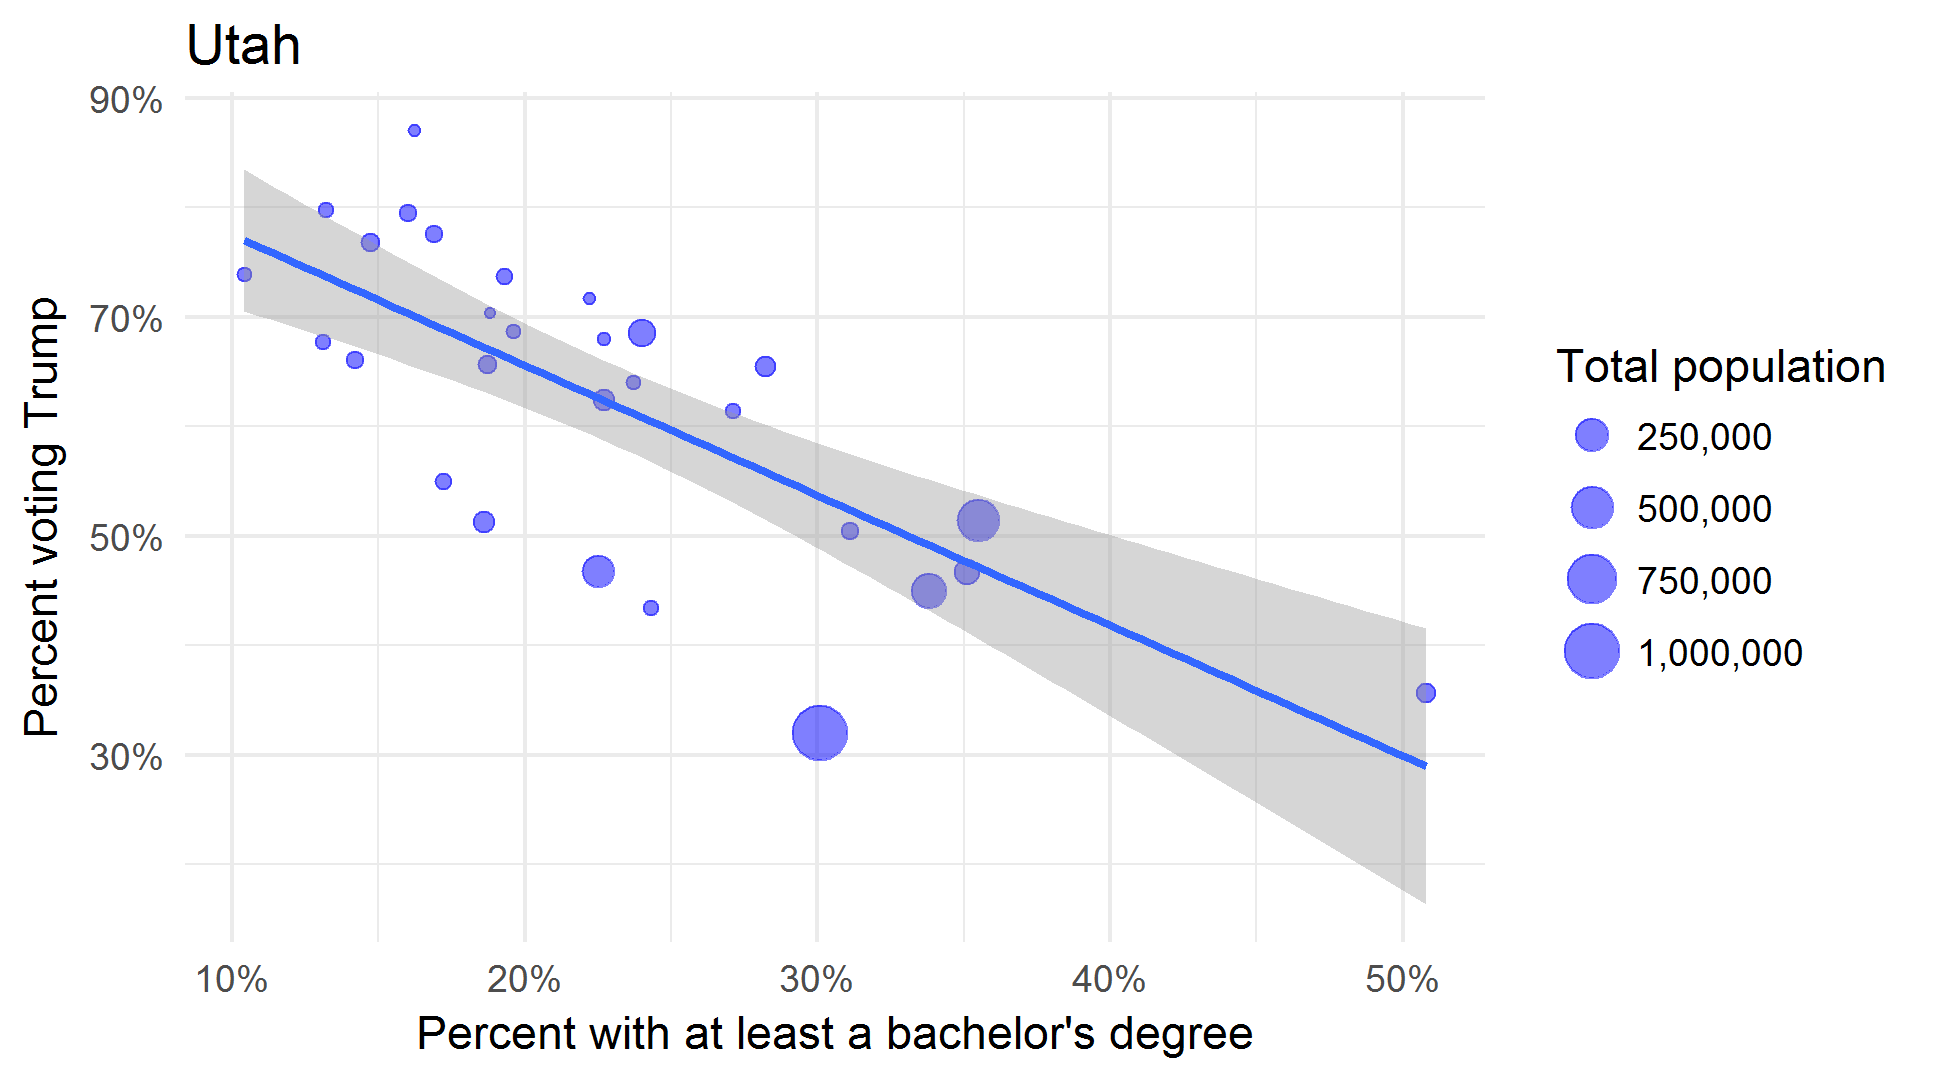 Utah
90%
70%
50%
30%
Percent voting Trump
10% 20% 30% 40% 50%
Percent with at least a bachelor's degree
Total population
250,000
500,000
750,000
1,000,000